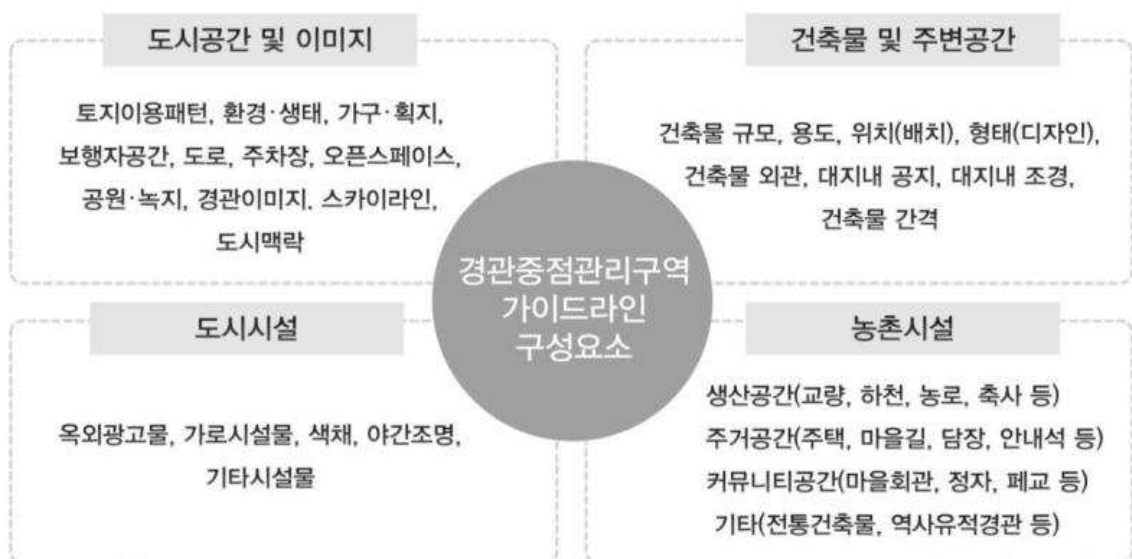 도시공간 및 이미지
토지이용패턴, 환경·생태, 가구·획지,
보행자공간, 도로, 주차장, 오픈스페이스,
공원·녹지, 경관이미지, 스카이라인,
도시맥락
건축물 및 주변공간
건축물 규모, 용도, 위치(배치), 형태(디자인),
건축물 외관, 대지내 공지, 대지내 조경,
건축물 간격
경관중점관리구역
가이드라인
구성요소
도시시설
옥외광고물, 가로시설물, 색채, 야간조명,
기타시설물
농촌시설
생산공간(교량, 하천, 농로, 축사 등)
주거공간(주택, 마을길, 담장, 안내석 등)
커뮤니티공간(마을회관, 정자, 폐교 등)
기타(전통건축물, 역사유적경관 등)